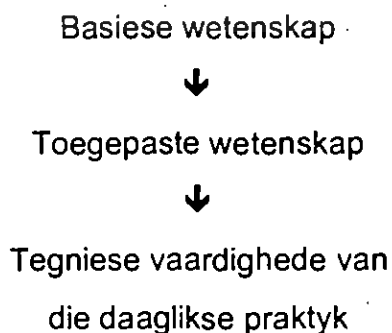 Basiese wetenskap
↓
Toegepaste wetenskap
↓
Tegniese vaardighede van
die daaglikse praktyk